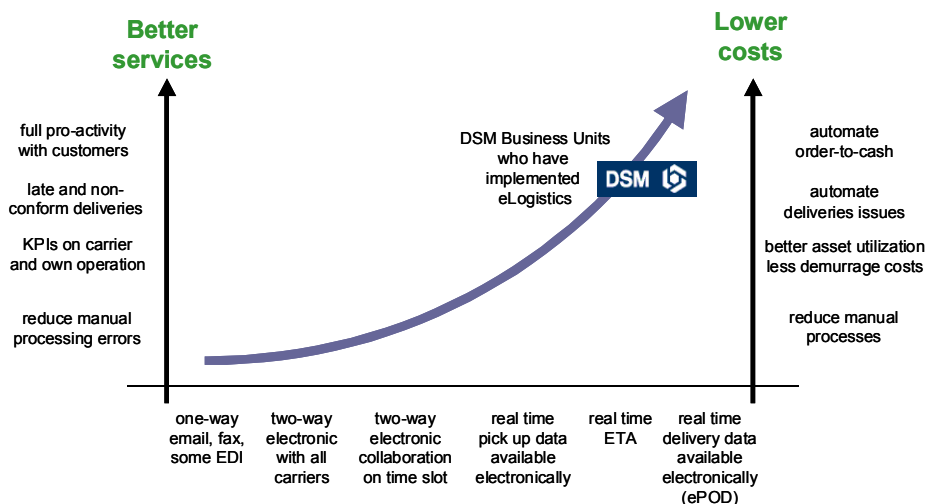 Better
services
Lower
costs
full pro-activity
with customers
late and non-
conform deliveries
KPIs on carrier
and own operation
reduce manual
processing errors
DSM Business Units
who have
implemented
eLogistics
DSM
automate
order-to-cash
automate
deliveries issues
better asset utilization
less demurrage costs
reduce manual
processes
one-way
email, fax,
some EDI
two-way
electronic
with all
carriers
two-way
electronic
collaboration
on time slot
real time
pick up data
available
electronically
real time
ETA
real time
delivery data
available
electronically
(ePOD)